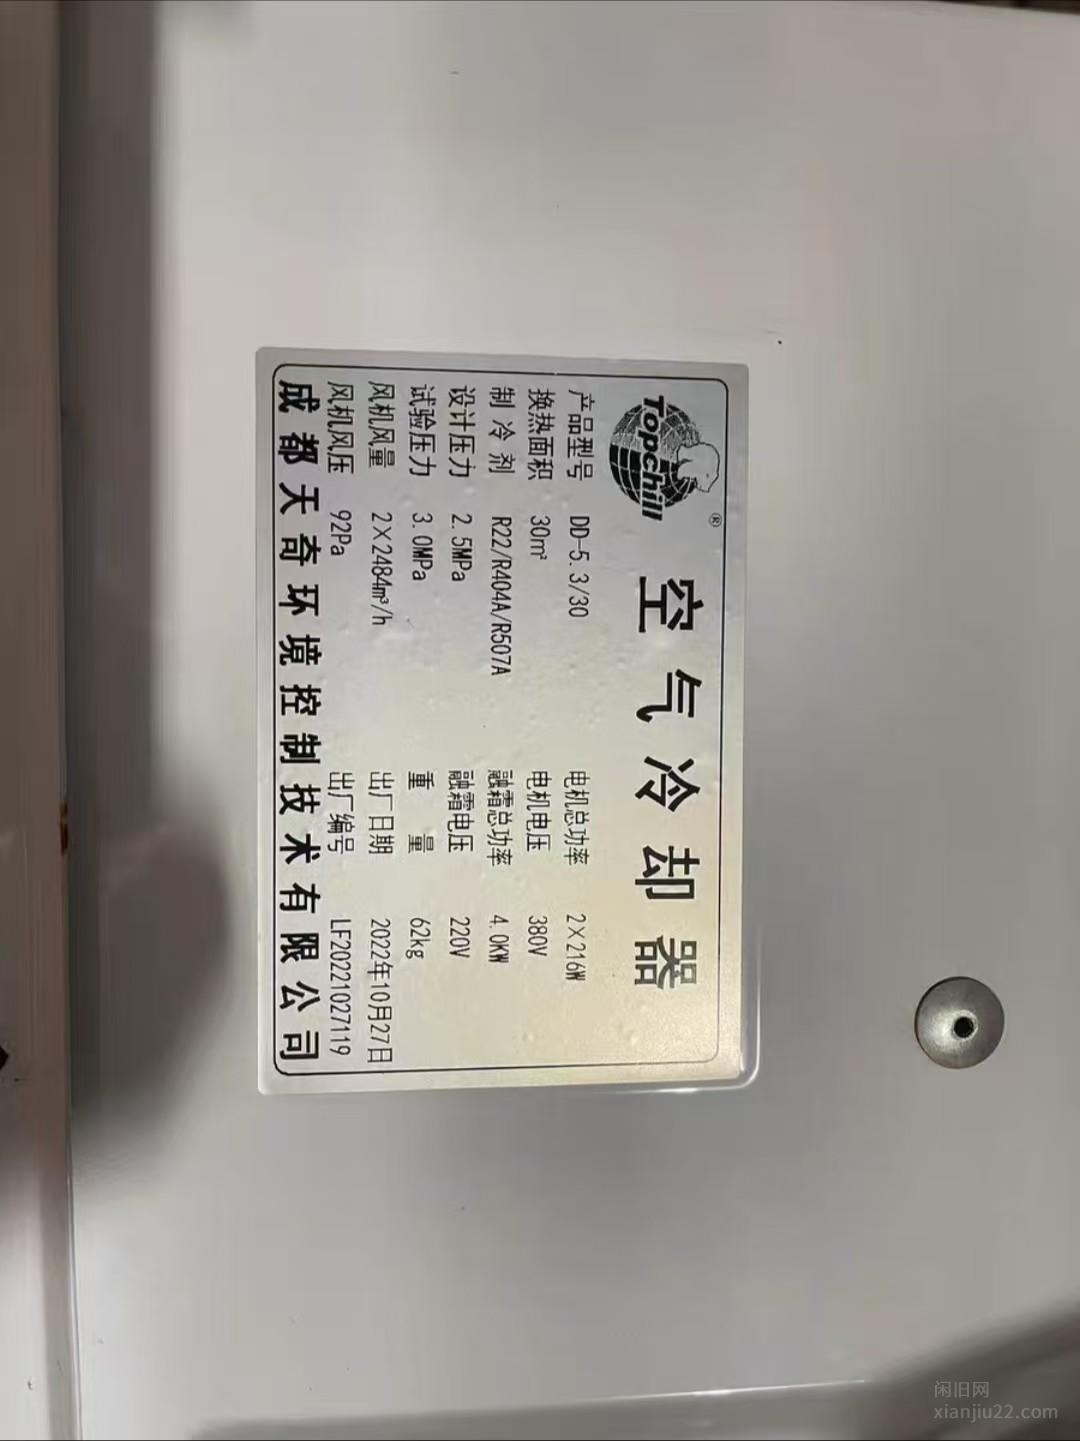 Topchill® 空气冷却器
产品型号 DD-5.3/30 电机总功率 2×216W
换热面积 30㎡ 电机电压 380V
制冷剂 R22/R404A/R507A 融霜总功率 4.0KW
设计压力 2.5MPa 融霜电压 220V
试验压力 3.0MPa 重量 62kg
风机风量 2×2484m³/h 出厂日期 2022年10月27日
风机风压 92Pa 出厂编号 LF20221027119
成都天奇环境控制技术有限公司
闲旧网
xianjiu22.com